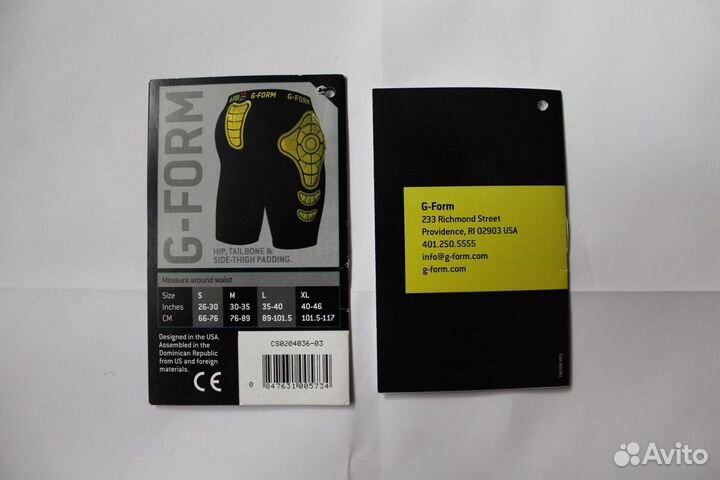 G-FORM
G-FORM G-FORM
HIP, TAILBONE &
SIDE-THIGH PADDING.
Measure around waist
Size S M L XL
Inches 26-30 30-35 35-40 40-46
CM 66-76 76-89 89-101.5 101.5-117
Designed in the USA.
Assembled in the
Dominican Republic
from US and foreign
materials.
CE
CS0204036-03
0 847631 005734
G-Form
233 Richmond Street
Providence, RI 02903 USA
401.250.5555
info@g-form.com
g-form.com
Avito